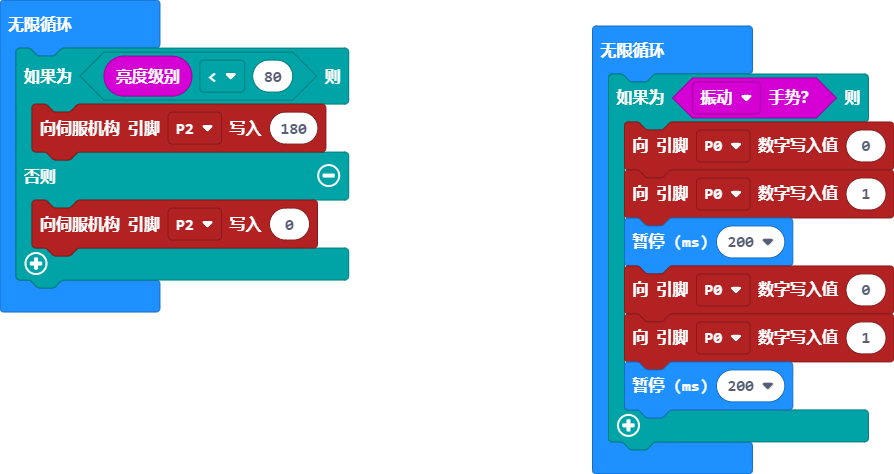 无限循环
如果为 亮度级别 < 80 则
向伺服机构 引脚 P2 写入 180
否则
向伺服机构 引脚 P2 写入 0
无限循环
如果为 振动 手势? 则
向 引脚 P0 数字写入值 0
向 引脚 P0 数字写入值 1
暂停 (ms) 200
向 引脚 P0 数字写入值 0
向 引脚 P0 数字写入值 1
暂停 (ms) 200